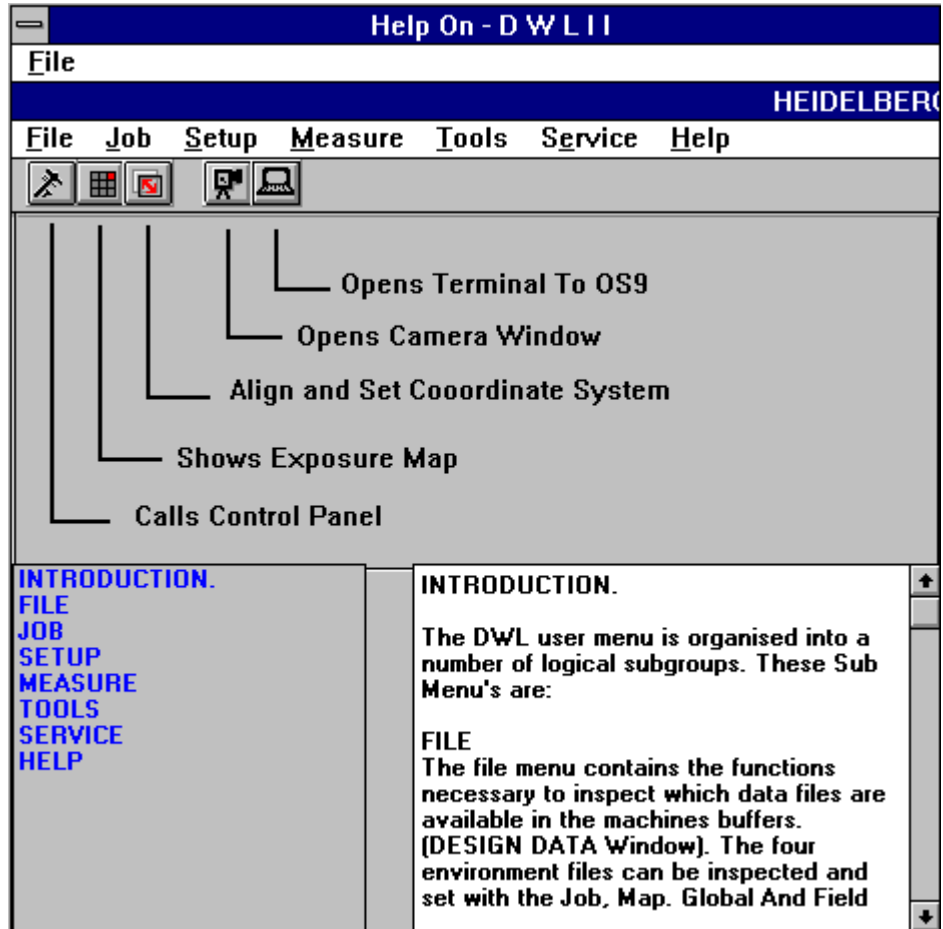 Help On - D W L I I
File
HEIDELBERG
File Job Setup Measure Tools Service Help
Opens Terminal To OS9
Opens Camera Window
Align and Set Cooordinate System
Shows Exposure Map
Calls Control Panel
INTRODUCTION.
FILE
JOB
SETUP
MEASURE
TOOLS
SERVICE
HELP
INTRODUCTION.
The DWL user menu is organised into a
number of logical subgroups. These Sub
Menu's are:
FILE
The file menu contains the functions
necessary to inspect which data files are
available in the machines buffers.
(DESIGN DATA Window). The four
environment files can be inspected and
set with the Job, Map. Global And Field